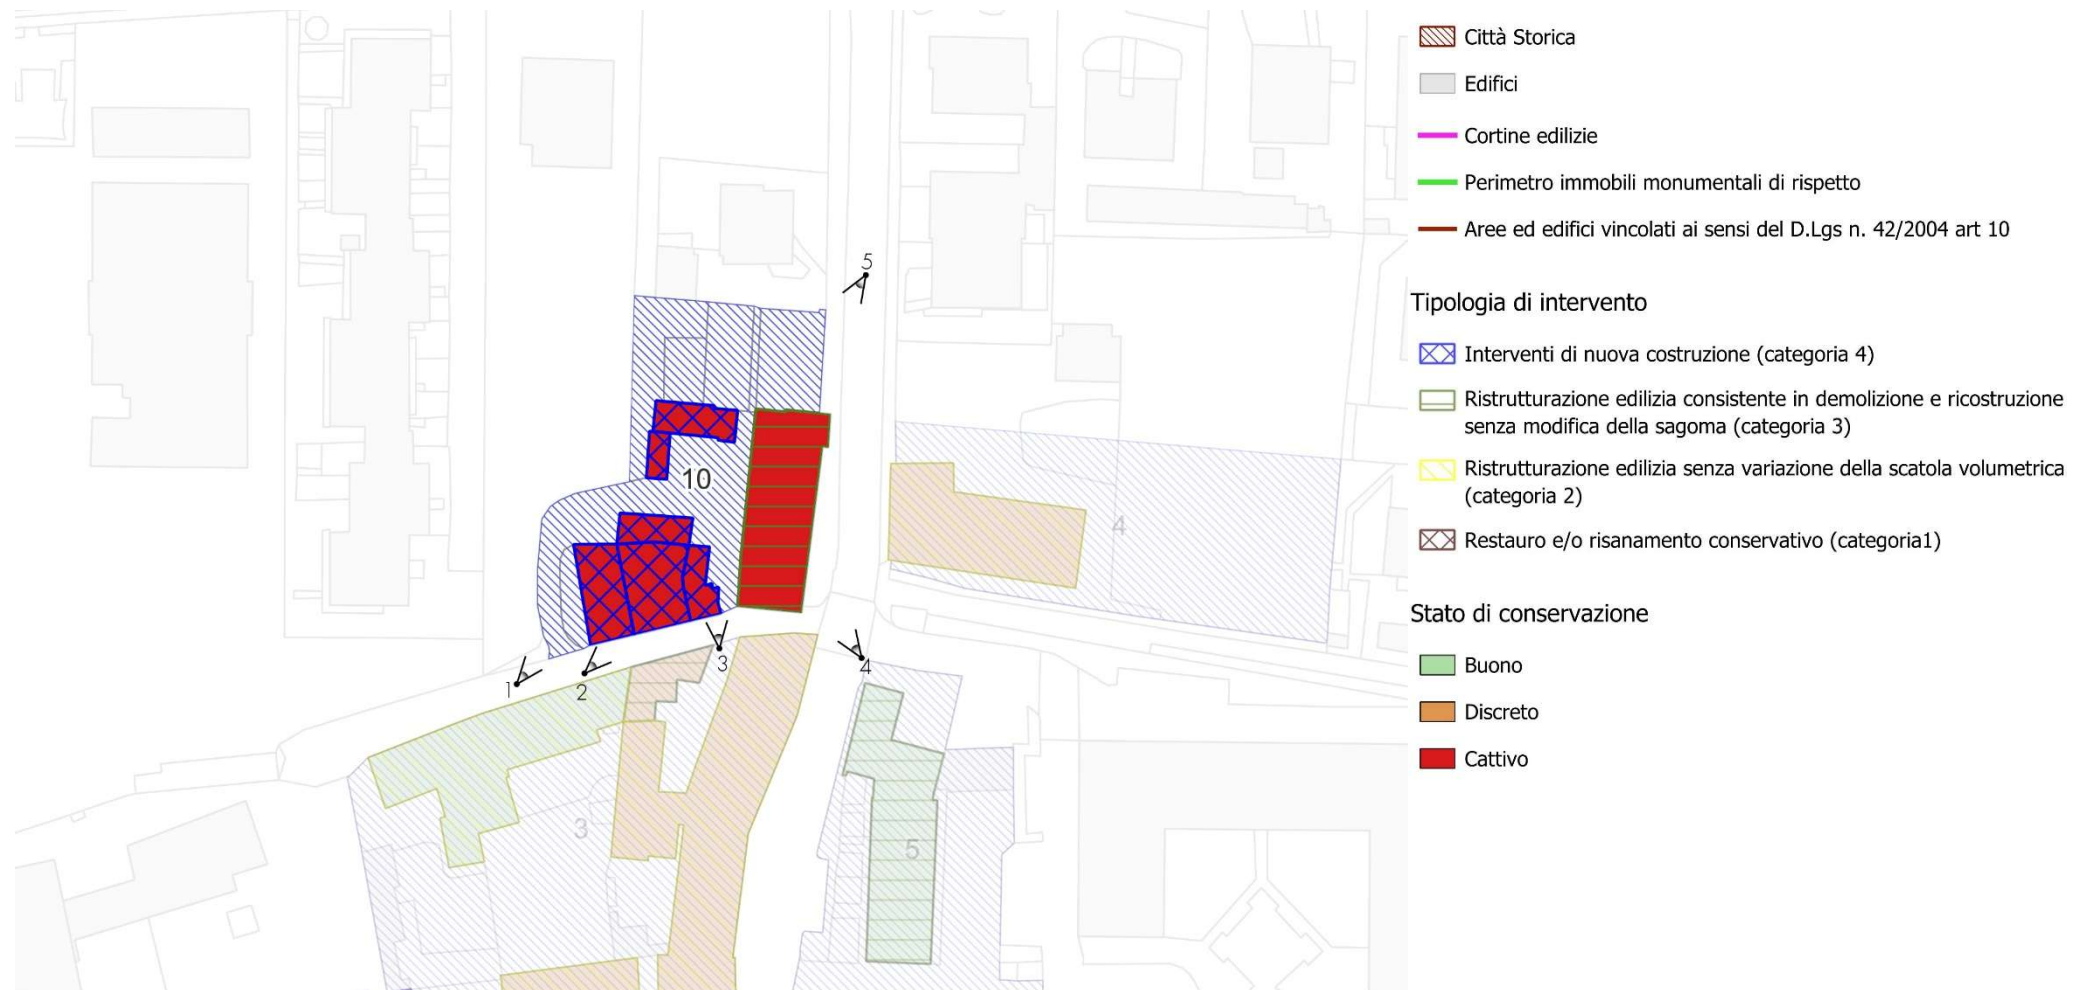 Città Storica
Edifici
Cortine edilizie
Perimetro immobili monumentali di rispetto
Aree ed edifici vincolati ai sensi del D.Lgs n. 42/2004 art 10
Tipologia di intervento
Interventi di nuova costruzione (categoria 4)
Ristrutturazione edilizia consistente in demolizione e ricostruzione
senza modifica della sagoma (categoria 3)
Ristrutturazione edilizia senza variazione della scatola volumetrica
(categoria 2)
Restauro e/o risanamento conservativo (categoria1)
Stato di conservazione
Buono
Discreto
Cattivo
5
10
4
1
2
3
4
3
5